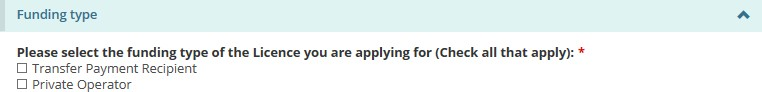 Funding type
Please select the funding type of the Licence you are applying for (Check all that apply): *
Transfer Payment Recipient
Private Operator